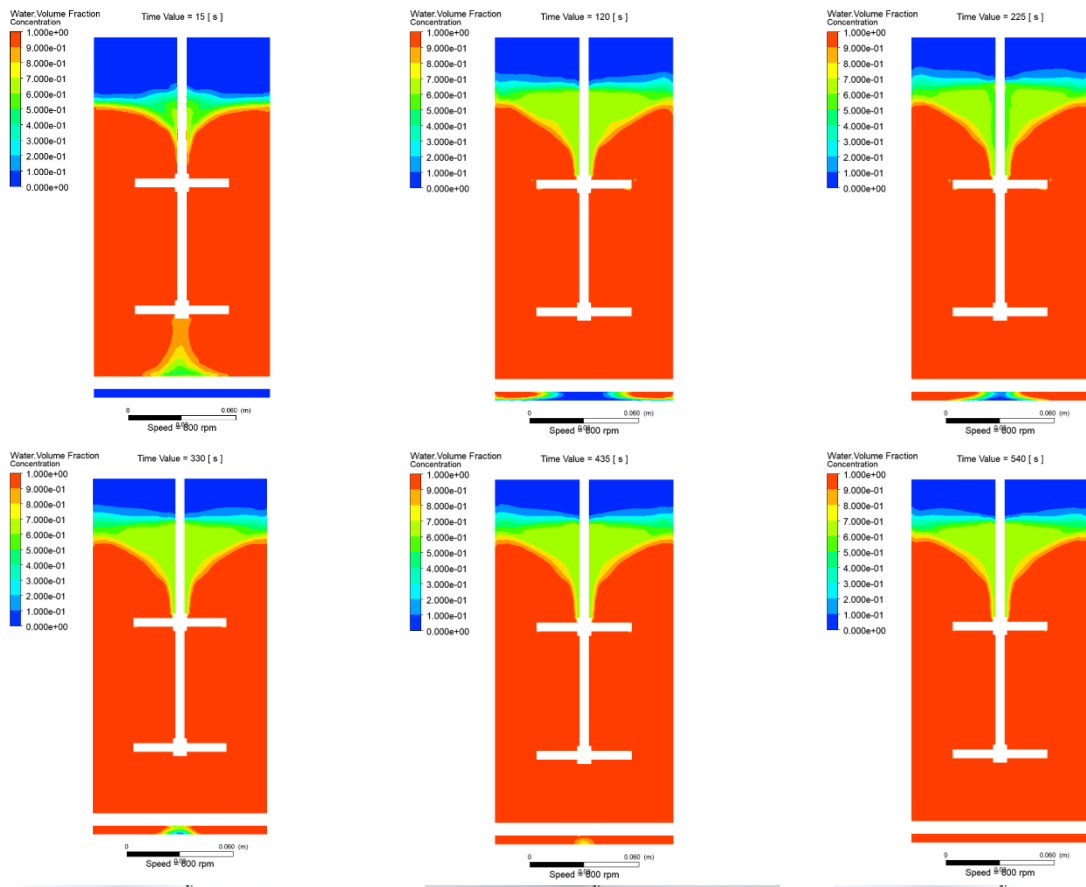 Water.Volume Fraction
Concentration
Time Value = 15 [ s ]
1.000e+00
9.000e-01
8.000e-01
7.000e-01
6.000e-01
5.000e-01
4.000e-01
3.000e-01
2.000e-01
1.000e-01
0.000e+00
0 0.060 (m)
Speed = 800 rpm
Water.Volume Fraction
Concentration
Time Value = 120 [ s ]
1.000e+00
9.000e-01
8.000e-01
7.000e-01
6.000e-01
5.000e-01
4.000e-01
3.000e-01
2.000e-01
1.000e-01
0.000e+00
0 0.060 (m)
Speed = 800 rpm
Water.Volume Fraction
Concentration
Time Value = 225 [ s ]
1.000e+00
9.000e-01
8.000e-01
7.000e-01
6.000e-01
5.000e-01
4.000e-01
3.000e-01
2.000e-01
1.000e-01
0.000e+00
0 0.060 (m)
Speed = 800 rpm
Water.Volume Fraction
Concentration
Time Value = 330 [ s ]
1.000e+00
9.000e-01
8.000e-01
7.000e-01
6.000e-01
5.000e-01
4.000e-01
3.000e-01
2.000e-01
1.000e-01
0.000e+00
0 0.060 (m)
Speed = 800 rpm
Water.Volume Fraction
Concentration
Time Value = 435 [ s ]
1.000e+00
9.000e-01
8.000e-01
7.000e-01
6.000e-01
5.000e-01
4.000e-01
3.000e-01
2.000e-01
1.000e-01
0.000e+00
0 0.060 (m)
Speed = 800 rpm
Water.Volume Fraction
Concentration
Time Value = 540 [ s ]
1.000e+00
9.000e-01
8.000e-01
7.000e-01
6.000e-01
5.000e-01
4.000e-01
3.000e-01
2.000e-01
1.000e-01
0.000e+00
0 0.060 (m)
Speed = 800 rpm